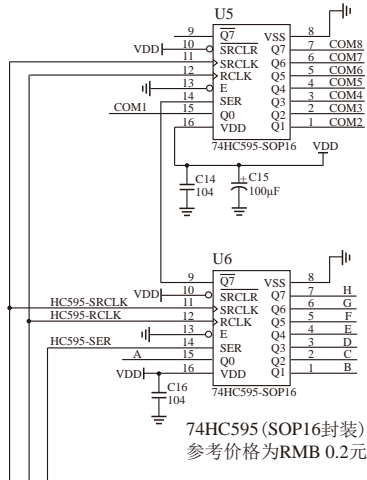 U5
9 Q7 VSS 8
VDD 10 SRCLR Q7 7 COM8
11 SRCLK Q6 6 COM7
12 RCLK Q5 5 COM6
13 E Q4 4 COM5
14 SER Q3 3 COM4
COM1 15 Q0 Q2 2 COM3
16 VDD Q1 1 COM2
74HC595-SOP16
VDD
C14
104
+ C15
100μF
U6
9 Q7 VSS 8
VDD 10 SRCLR Q7 7 H
HC595-SRCLK 11 SRCLK Q6 6 G
HC595-RCLK 12 RCLK Q5 5 F
13 E Q4 4 E
HC595-SER 14 SER Q3 3 D
A 15 Q0 Q2 2 C
VDD 16 VDD Q1 1 B
74HC595-SOP16
C16
104
74HC595(SOP16封装)
参考价格为RMB 0.2元